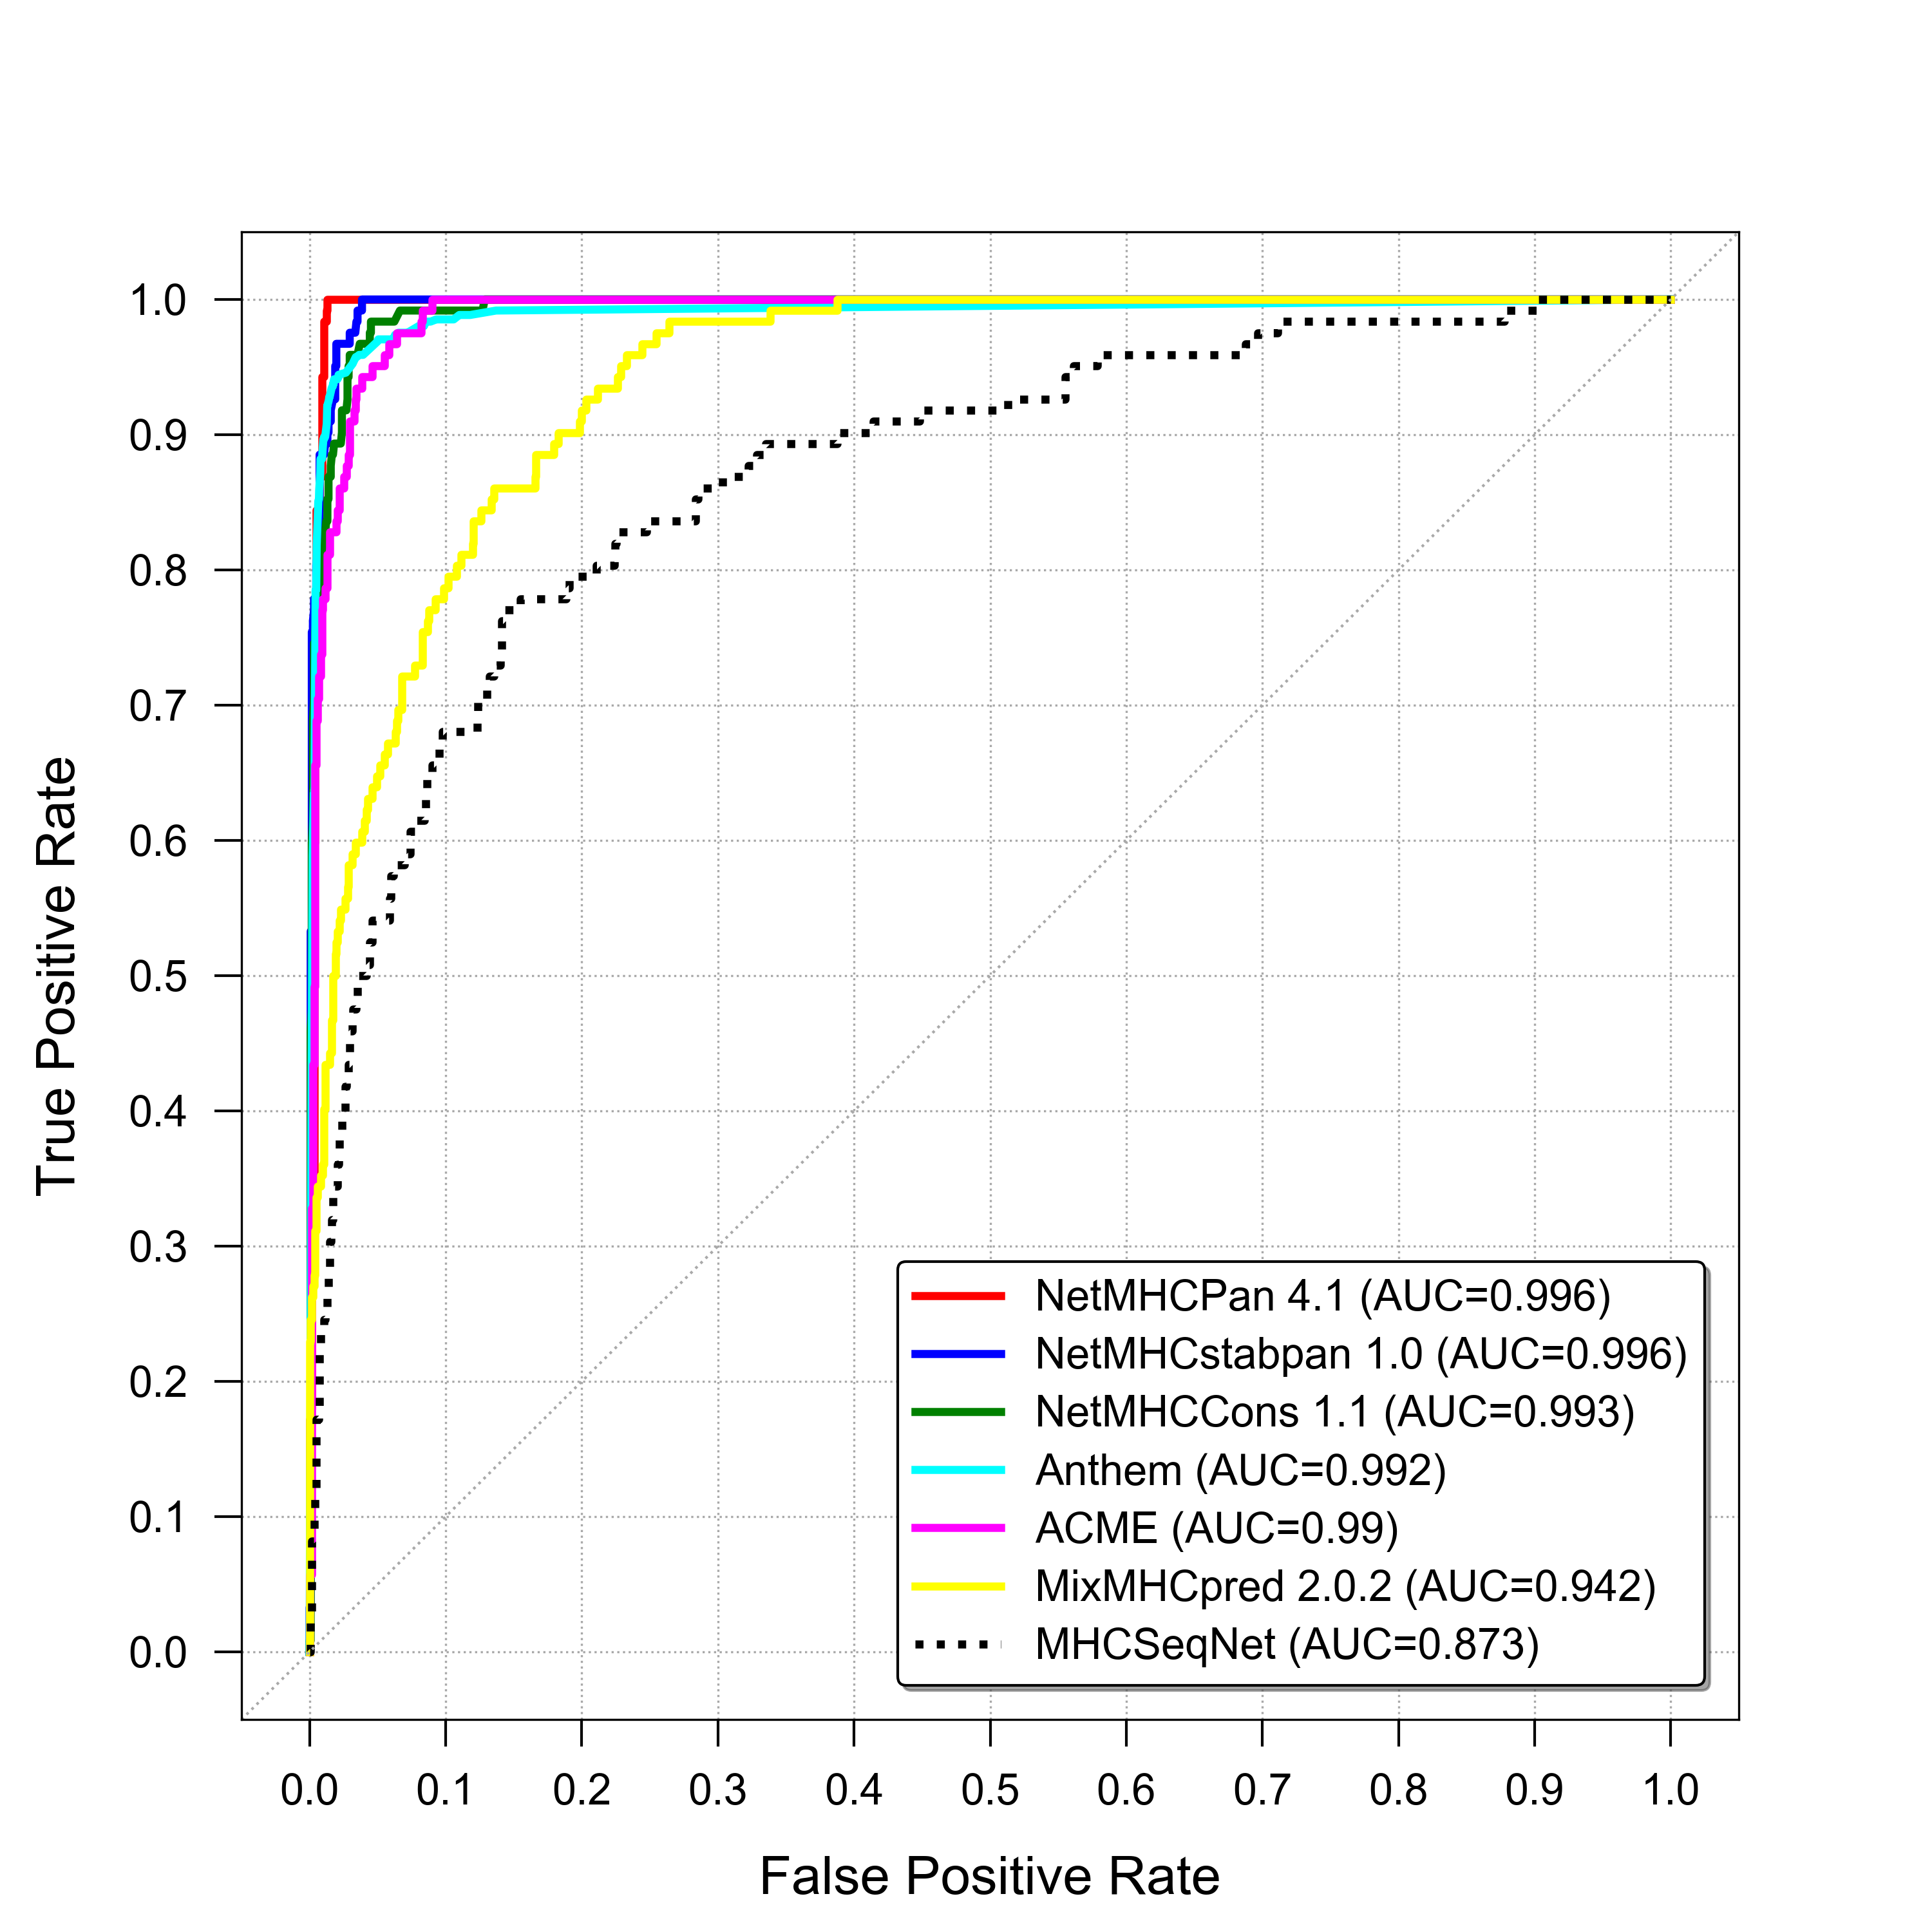 1.0
0.9
0.8
0.7
0.6
0.5
0.4
0.3
0.2
0.1
0.0
True Positive Rate
NetMHCPan 4.1 (AUC=0.996)
NetMHCstabpan 1.0 (AUC=0.996)
NetMHCCons 1.1 (AUC=0.993)
Anthem (AUC=0.992)
ACME (AUC=0.99)
MixMHCpred 2.0.2 (AUC=0.942)
MHCSeqNet (AUC=0.873)
0.0 0.1 0.2 0.3 0.4 0.5 0.6 0.7 0.8 0.9 1.0
False Positive Rate